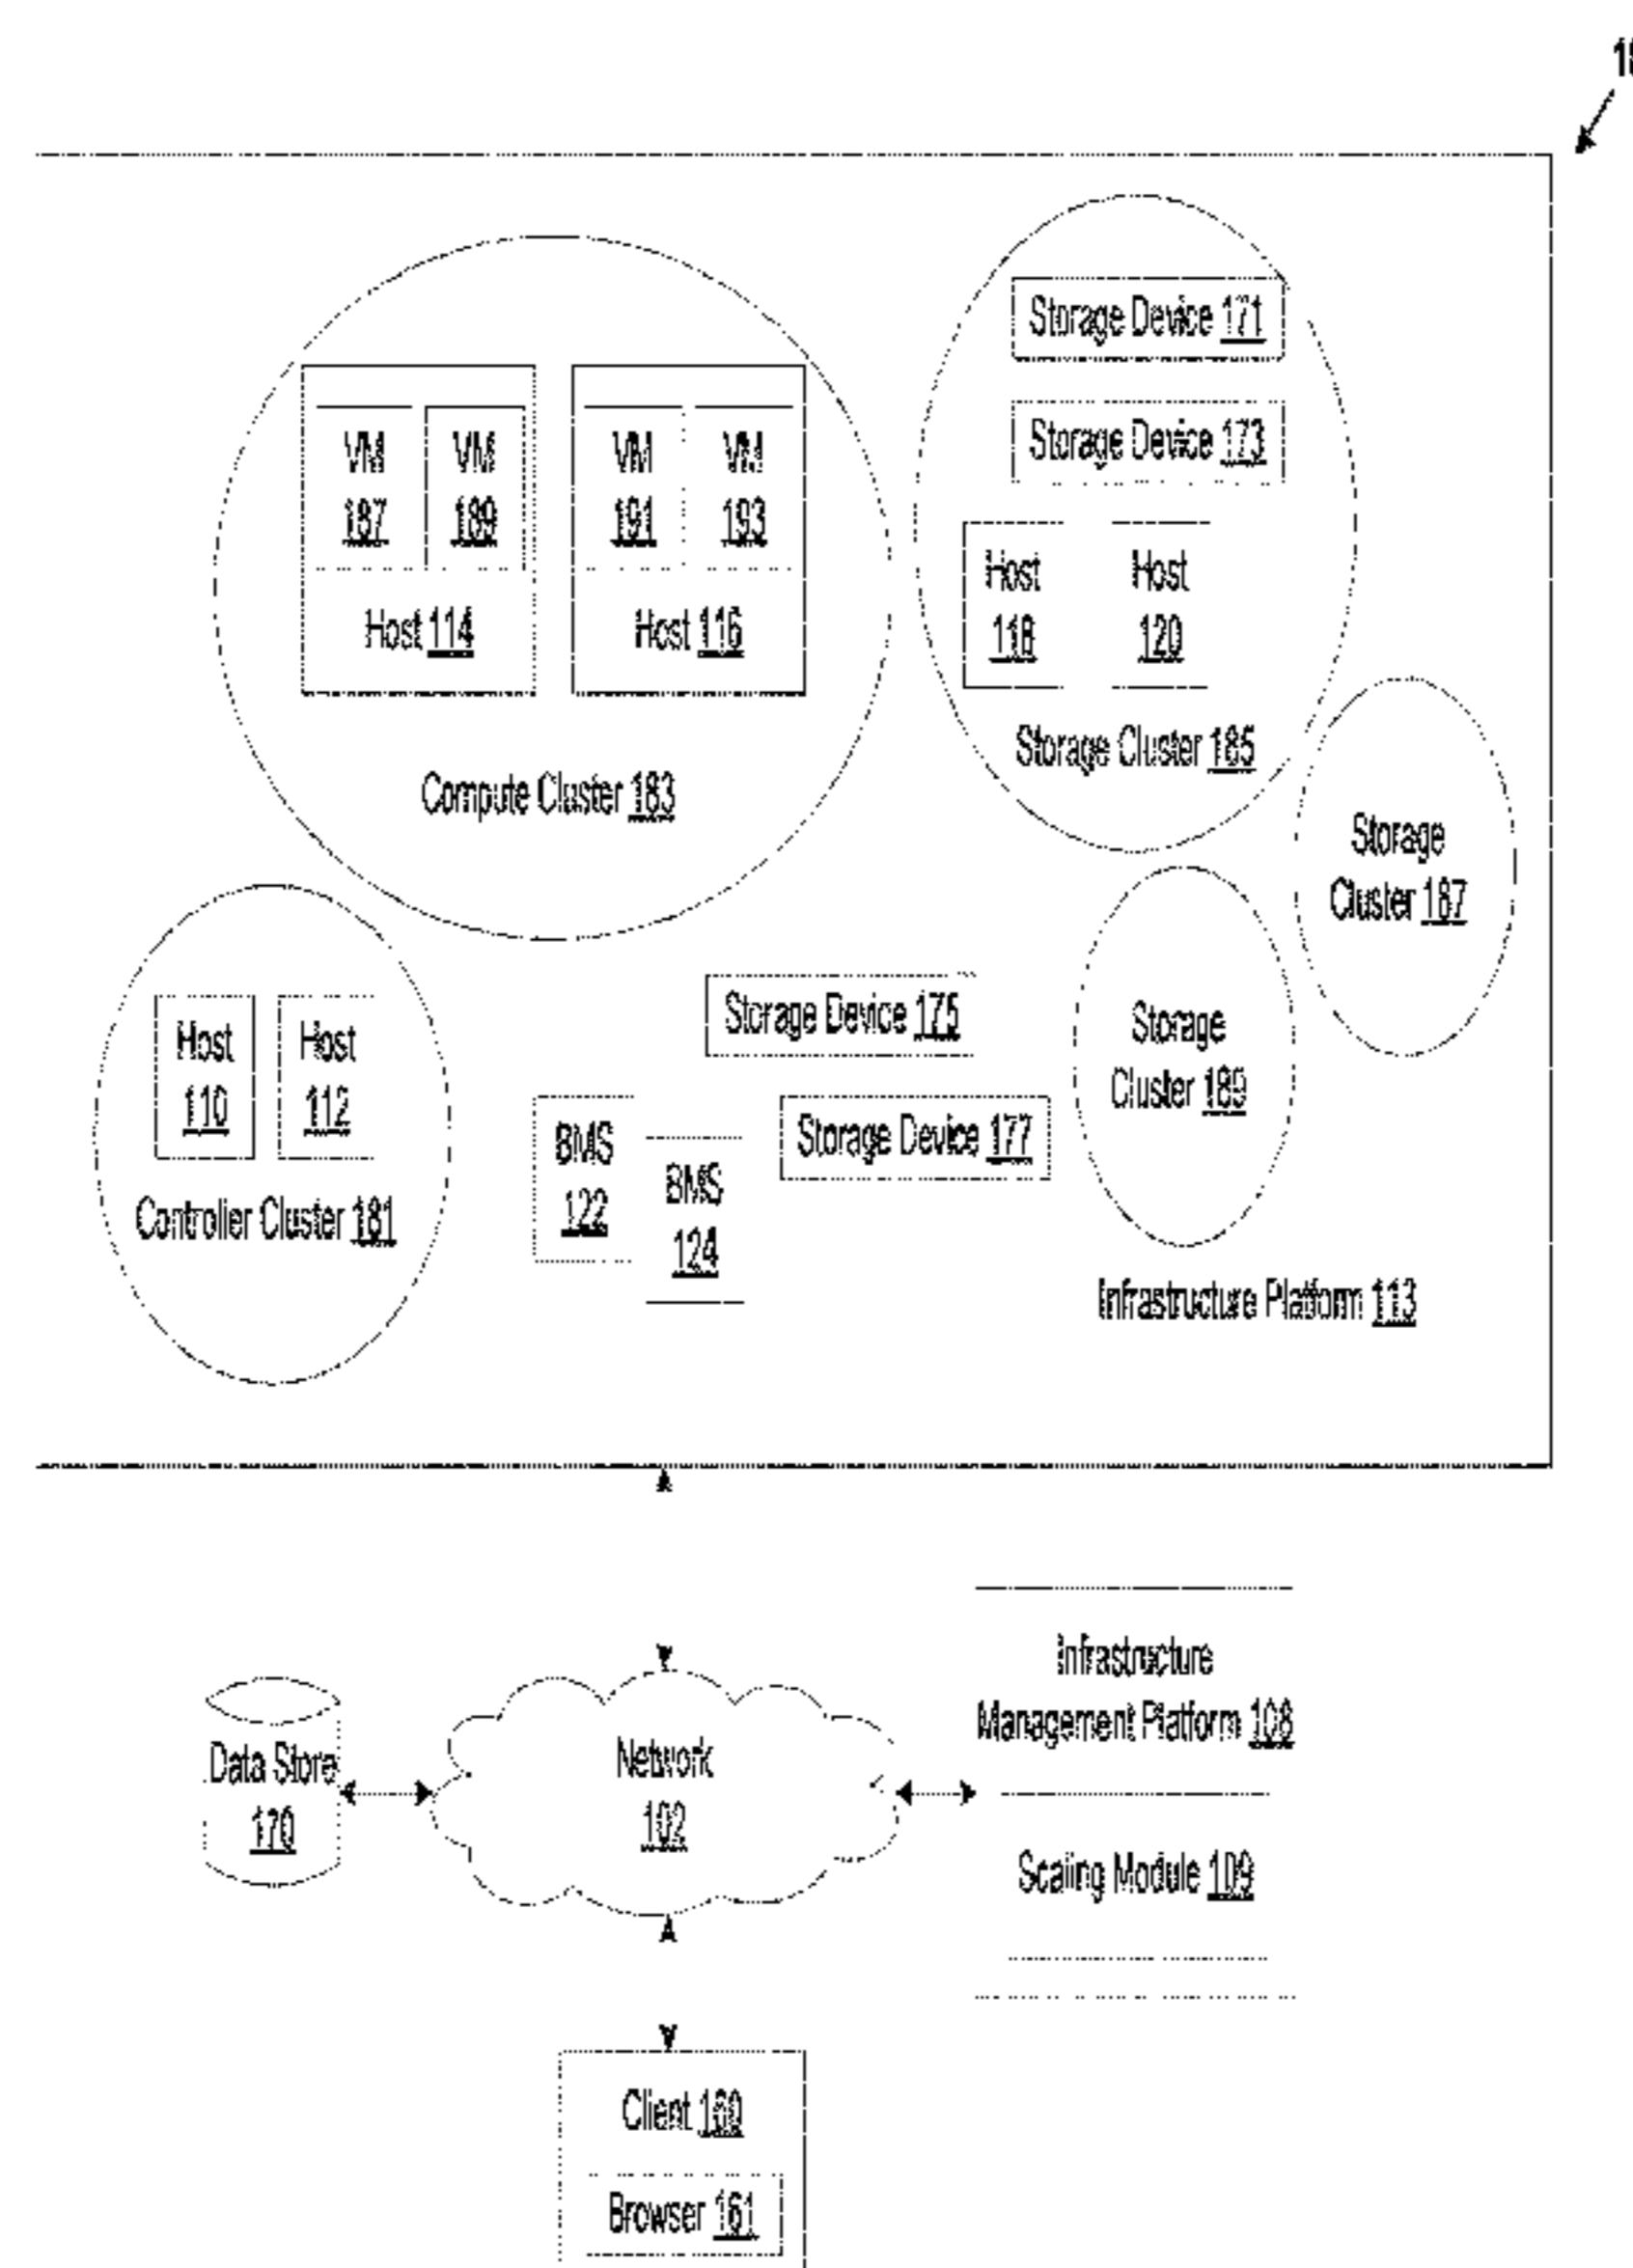 Storage Device 171
Storage Device 173
VM
187
VM
189
VM
191
VM
193
Host 114
Host 116
Host
118
Host
120
Storage Cluster 185
Compute Cluster 183
Storage
Cluster 187
Storage Device 175
Storage
Cluster 189
Host
110
Host
112
Storage Device 177
BMS
122
BMS
124
Controller Cluster 181
Infrastructure Platform 113
Infrastructure
Management Platform 108
Data Store
170
Network
102
Scaling Module 109
Client 160
Browser 161